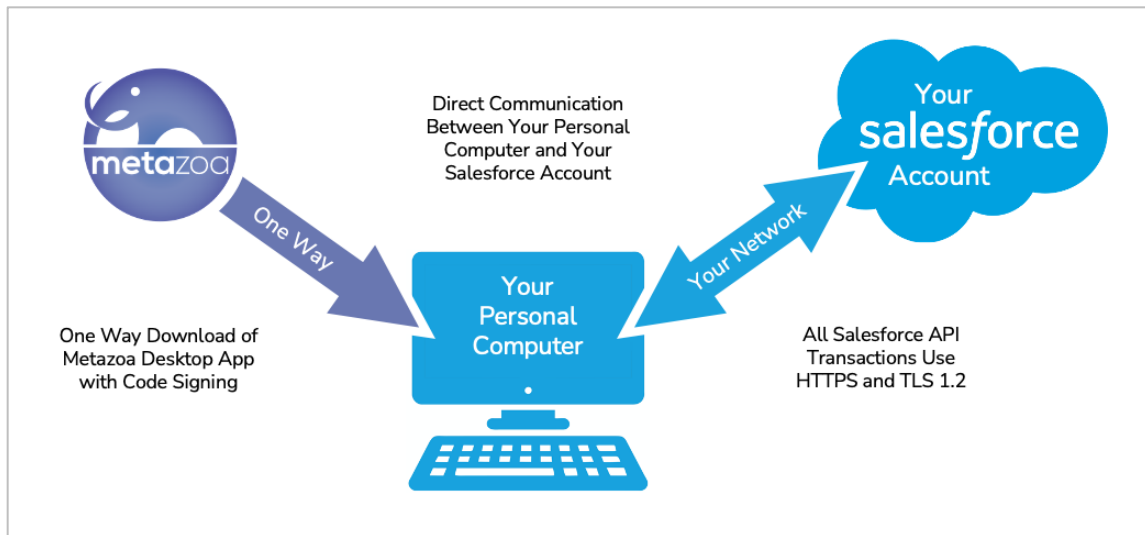 metazoa
One Way
Direct Communication
Between Your Personal
Computer and Your
Salesforce Account
Your
salesforce
Account
Your Network
Your
Personal
Computer
One Way Download of
Metazoa Desktop App
with Code Signing
All Salesforce API
Transactions Use
HTTPS and TLS 1.2